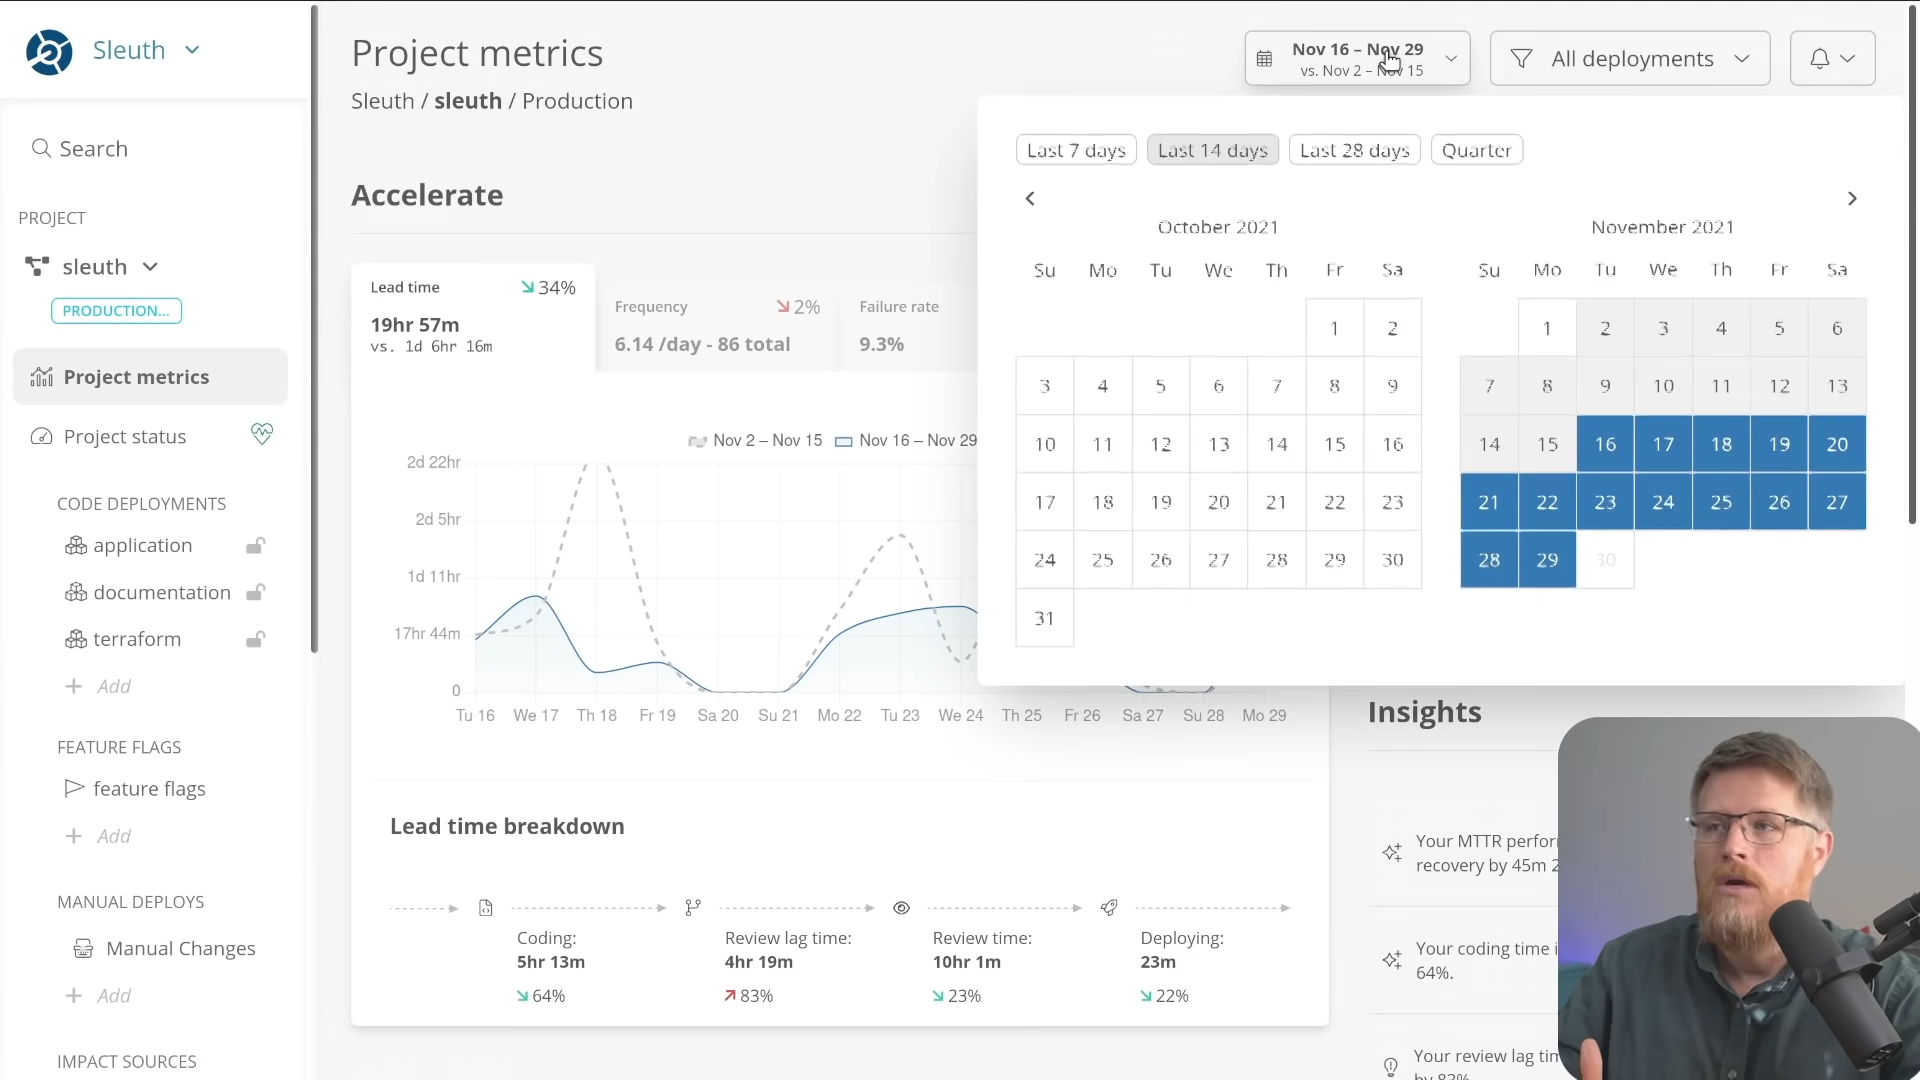 Sleuth
Search
PROJECT
sleuth
PRODUCTION...
Project metrics
Project status
CODE DEPLOYMENTS
application
documentation
terraform
Add
FEATURE FLAGS
feature flags
Add
MANUAL DEPLOYS
Manual Changes
Add
IMPACT SOURCES
Project metrics
Sleuth / sleuth / Production
Nov 16 – Nov 29
vs. Nov 2 – Nov 15
All deployments
Accelerate
Lead time
34%
19hr 57m
vs. 1d 6hr 16m
Frequency
2%
6.14 /day - 86 total
Failure rate
9.3%
Nov 2 – Nov 15
Nov 16 – Nov 29
2d 22hr
2d 5hr
1d 11hr
17hr 44m
0
Tu 16 We 17 Th 18 Fr 19 Sa 20 Su 21 Mo 22 Tu 23 We 24 Th 25 Fr 26 Sa 27 Su 28 Mo 29
Last 7 days Last 14 days Last 28 days Quarter
October 2021
Su Mo Tu We Th Fr Sa
1 2
3 4 5 6 7 8 9
10 11 12 13 14 15 16
17 18 19 20 21 22 23
24 25 26 27 28 29 30
31
November 2021
Su Mo Tu We Th Fr Sa
1 2 3 4 5 6
7 8 9 10 11 12 13
14 15 16 17 18 19 20
21 22 23 24 25 26 27
28 29 30
Lead time breakdown
Coding:
5hr 13m
64%
Review lag time:
4hr 19m
83%
Review time:
10hr 1m
23%
Deploying:
23m
22%
Insights
Your MTTR
recovery by 45m
Your coding time
64%.
Your review lag